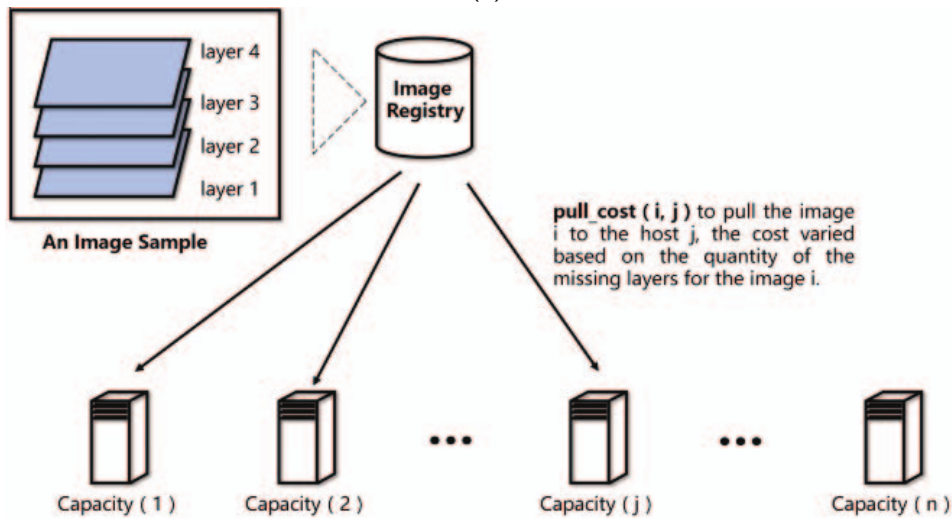 layer 4
layer 3
layer 2
layer 1
An Image Sample
Image
Registry
pull_cost ( i, j ) to pull the image
i to the host j, the cost varied
based on the quantity of the
missing layers for the image i.
Capacity ( 1 )
Capacity ( 2 )
Capacity ( j )
Capacity ( n )